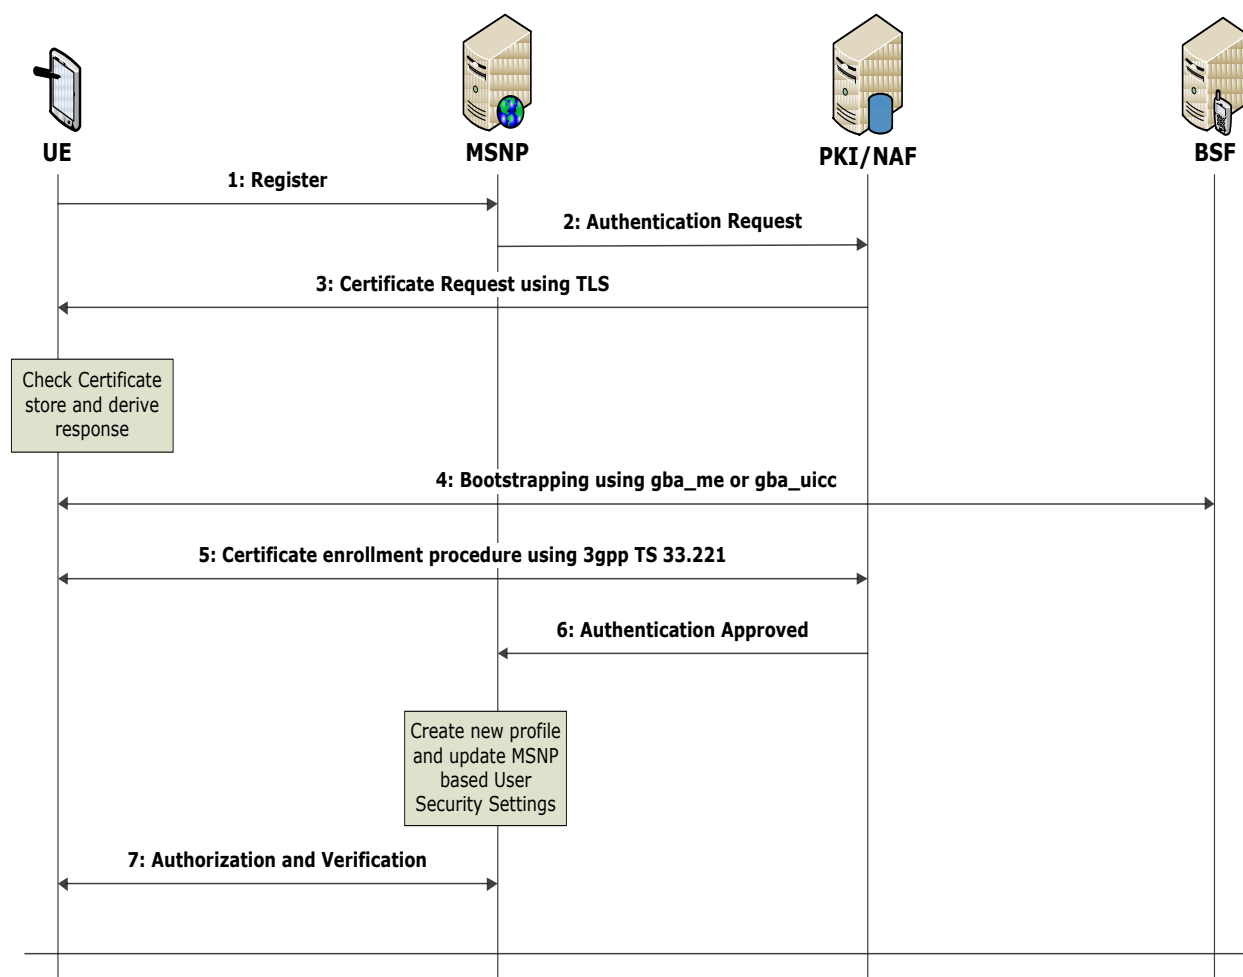 UE
MSNP
PKI/NAF
BSF
1: Register
2: Authentication Request
3: Certificate Request using TLS
Check Certificate
store and derive
response
4: Bootstrapping using gba_me or gba_uicc
5: Certificate enrollment procedure using 3gpp TS 33.221
6: Authentication Approved
Create new profile
and update MSNP
based User
Security Settings
7: Authorization and Verification